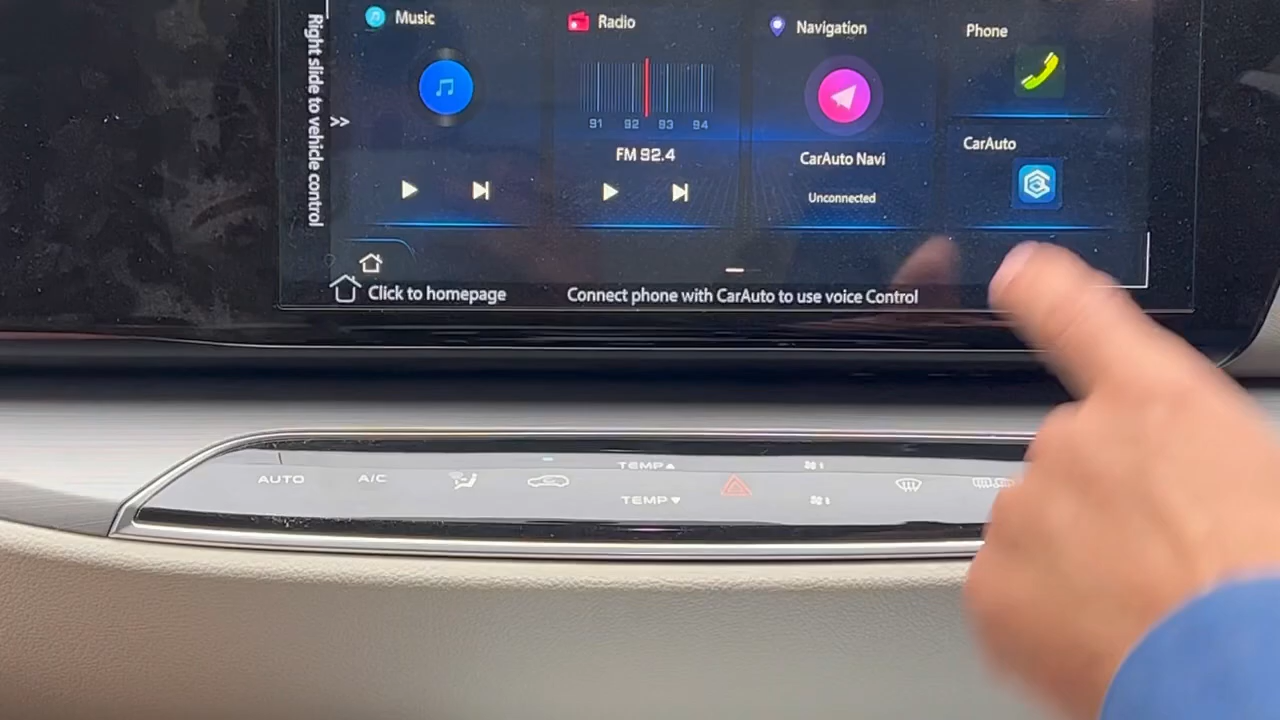 Right slide to vehicle control
Music
Radio
Navigation
Phone
91 92 93 94
CarAuto
FM 92.4
CarAuto Navi
Unconnected
Click to homepage
Connect phone with CarAuto to use voice Control
AUTO
A/C
TEMP▲
TEMP▼